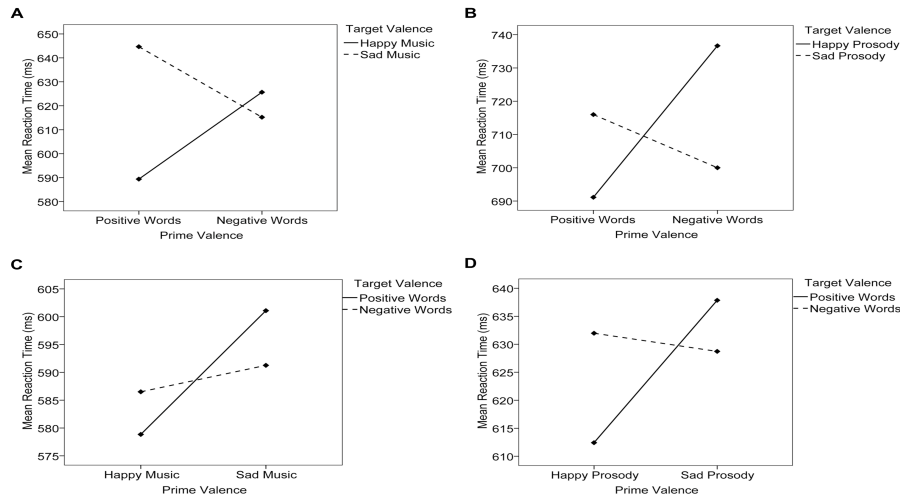 A
Target Valence
Happy Music
Sad Music
Mean Reaction Time (ms)
650
640
630
620
610
600
590
580
Positive Words
Negative Words
Prime Valence
B
Target Valence
Happy Prosody
Sad Prosody
Mean Reaction Time (ms)
740
730
720
710
700
690
Positive Words
Negative Words
Prime Valence
C
Target Valence
Positive Words
Negative Words
Mean Reaction Time (ms)
605
600
595
590
585
580
575
Happy Music
Sad Music
Prime Valence
D
Target Valence
Positive Words
Negative Words
Mean Reaction Time (ms)
640
635
630
625
620
615
610
Happy Prosody
Sad Prosody
Prime Valence